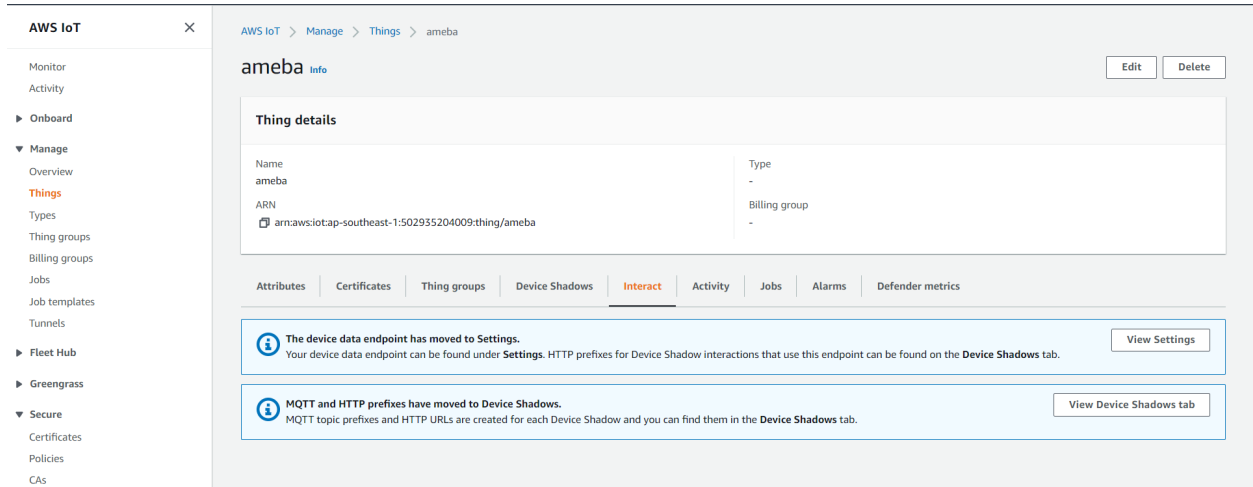 AWS IoT
Monitor
Activity
Onboard
Manage
Overview
Things
Types
Thing groups
Billing groups
Jobs
Job templates
Tunnels
Fleet Hub
Greengrass
Secure
Certificates
Policies
CAs
AWS IoT > Manage > Things > ameba
ameba Info
Edit
Delete
Thing details
Name
ameba
ARN
arn:aws:iot:ap-southeast-1:502935204009:thing/ameba
Type
-
Billing group
-
Attributes Certificates Thing groups Device Shadows Interact Activity Jobs Alarms Defender metrics
The device data endpoint has moved to Settings.
Your device data endpoint can be found under Settings. HTTP prefixes for Device Shadow interactions that use this endpoint can be found on the Device Shadows tab.
View Settings
MQTT and HTTP prefixes have moved to Device Shadows.
MQTT topic prefixes and HTTP URLs are created for each Device Shadow and you can find them in the Device Shadows tab.
View Device Shadows tab